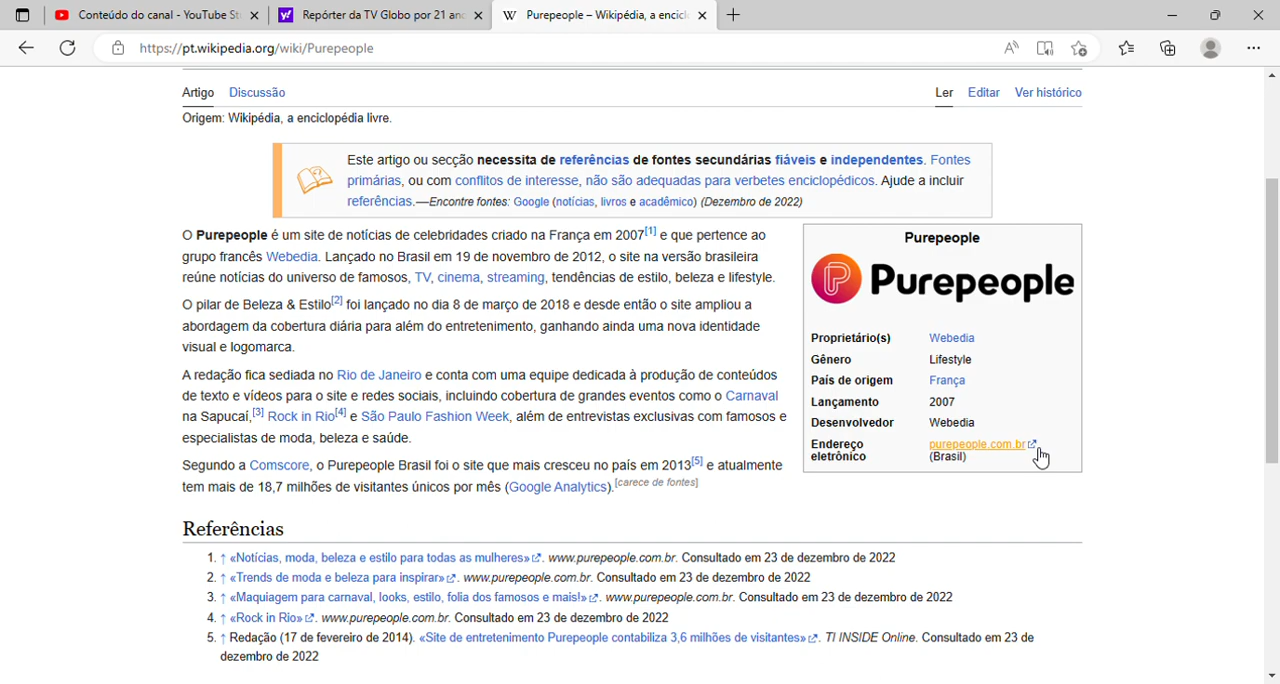 Conteúdo do canal - YouTube St
Repórter da TV Globo por 21 an
W Purepeople – Wikipédia, a encicl
https://pt.wikipedia.org/wiki/Purepeople
Artigo Discussão Ler Editar Ver histórico
Origem: Wikipédia, a enciclopédia livre.
Este artigo ou secção necessita de referências de fontes secundárias fiáveis e independentes. Fontes
primárias, ou com conflitos de interesse, não são adequadas para verbetes enciclopédicos. Ajude a incluir
referências.—Encontre fontes: Google (notícias, livros e acadêmico) (Dezembro de 2022)
O Purepeople é um site de notícias de celebridades criado na França em 2007[1] e que pertence ao
grupo francês Webedia. Lançado no Brasil em 19 de novembro de 2012, o site na versão brasileira
reúne notícias do universo de famosos, TV, cinema, streaming, tendências de estilo, beleza e lifestyle.
O pilar de Beleza & Estilo[2] foi lançado no dia 8 de março de 2018 e desde então o site ampliou a
abordagem da cobertura diária para além do entretenimento, ganhando ainda uma nova identidade
visual e logomarca.
A redação fica sediada no Rio de Janeiro e conta com uma equipe dedicada à produção de conteúdos
de texto e vídeos para o site e redes sociais, incluindo cobertura de grandes eventos como o Carnaval
na Sapucaí,[3] Rock in Rio[4] e São Paulo Fashion Week, além de entrevistas exclusivas com famosos e
especialistas de moda, beleza e saúde.
Segundo a Comscore, o Purepeople Brasil foi o site que mais cresceu no país em 2013[5] e atualmente
tem mais de 18,7 milhões de visitantes únicos por mês (Google Analytics).[carece de fontes]
Purepeople
Purepeople
Proprietário(s) Webedia
Gênero Lifestyle
País de origem França
Lançamento 2007
Desenvolvedor Webedia
Endereço purepeople.com.br
eletrônico (Brasil)
Referências
1. ↑ «Notícias, moda, beleza e estilo para todas as mulheres». www.purepeople.com.br. Consultado em 23 de dezembro de 2022
2. ↑ «Trends de moda e beleza para inspirar». www.purepeople.com.br. Consultado em 23 de dezembro de 2022
3. ↑ «Maquiagem para carnaval, looks, estilo, folia dos famosos e mais!». www.purepeople.com.br. Consultado em 23 de dezembro de 2022
4. ↑ «Rock in Rio». www.purepeople.com.br. Consultado em 23 de dezembro de 2022
5. ↑ Redação (17 de fevereiro de 2014). «Site de entretenimento Purepeople contabiliza 3,6 milhões de visitantes». TI INSIDE Online. Consultado em 23 de
dezembro de 2022